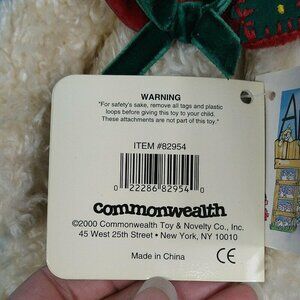 WARNING
"For safety's sake, remove all tags and plastic
loops before giving this toy to your child.
These attachments are not part of this toy."
ITEM #82954
0 22286 82954 0
commonwealth
©2000 Commonwealth Toy & Novelty Co., Inc.
45 West 25th Street • New York, NY 10010
Made in China CE